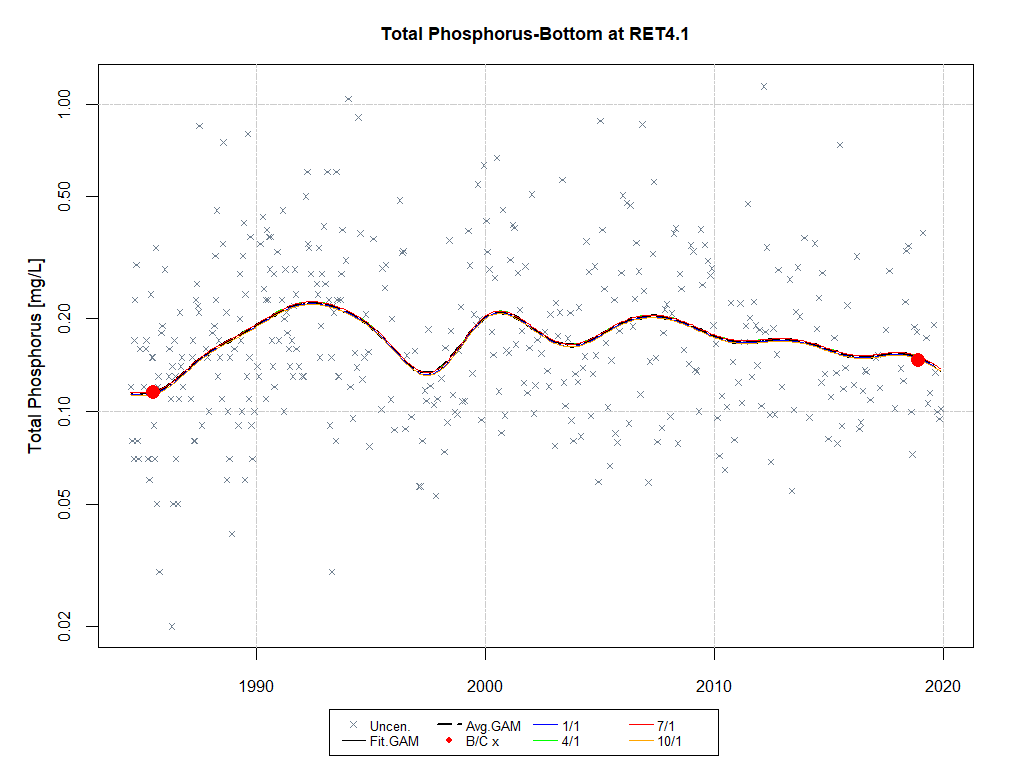 Total Phosphorus-Bottom at RET4.1
Total Phosphorus [mg/L]
1.00
0.50
0.20
0.10
0.05
0.02
1990 2000 2010 2020
Uncen. Avg.GAM 1/1 7/1
Fit.GAM B/C x 4/1 10/1